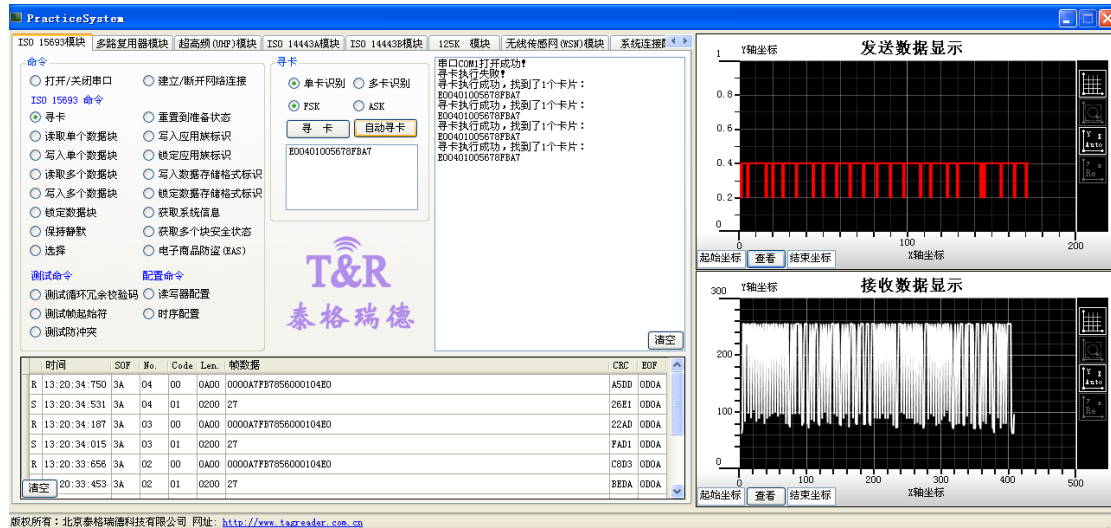 PracticeSystem
ISO 15693模块 多路复用器模块 超高频(UHF)模块 ISO 14443A模块 ISO 14443B模块 125K 模块 无线传感网(WSN)模块 系统连接
命令
打开/关闭串口 建立/断开网络连接
ISO 15693 命令
寻卡 重置到准备状态
读取单个数据块 写入应用族标识
写入单个数据块 锁定应用族标识
读取多个数据块 写入数据存储格式标识
写入多个数据块 锁定数据存储格式标识
锁定数据块 获取系统信息
保持静默 获取多个块安全状态
选择 电子商品防盗(EAS)
测试命令 配置命令
测试循环冗余校验码 读写器配置
测试帧起始符 时序配置
测试防冲突
寻卡
单卡识别 多卡识别
FSK ASK
寻 卡 自动寻卡
E00401005678FBA7
T&R
泰格瑞德
串口COM1打开成功!
寻卡执行失败!
寻卡执行成功，找到了1个卡片：
E00401005678FBA7
寻卡执行成功，找到了1个卡片：
E00401005678FBA7
寻卡执行成功，找到了1个卡片：
E00401005678FBA7
寻卡执行成功，找到了1个卡片：
E00401005678FBA7
清空
时间 SOF No. Code Len. 帧数据 CRC EOF
R 13:20:34:750 3A 04 00 0A00 0000A7FB7856000104E0 A5DD 0D0A
S 13:20:34:531 3A 04 01 0200 27 26E1 0D0A
R 13:20:34:187 3A 03 00 0A00 0000A7FB7856000104E0 22AD 0D0A
S 13:20:34:015 3A 03 01 0200 27 FAD1 0D0A
R 13:20:33:656 3A 02 00 0A00 0000A7FB7856000104E0 C8D3 0D0A
清空 20:33:453 3A 02 01 0200 27 BEDA 0D0A
发送数据显示
Y轴坐标
1
0.8
0.6
0.4
0.2
0
0 100 200
X轴坐标
起始坐标 查看 结束坐标
Y X
Auto
Y X
Re
接收数据显示
Y轴坐标
300
200
100
0
0 100 200 300 400 500
X轴坐标
起始坐标 查看 结束坐标
Y X
Auto
Y X
Re
版权所有：北京泰格瑞德科技有限公司 网址: http://www.tagreader.com.cn